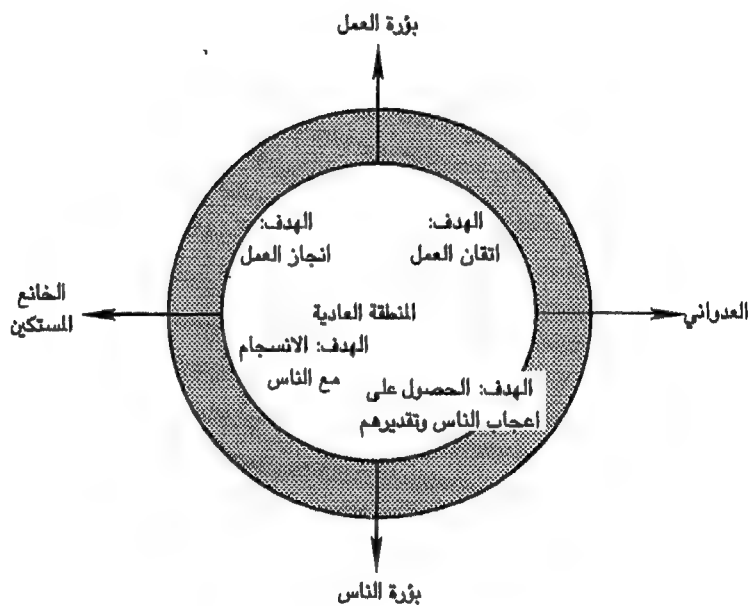 بؤرة العمل
الهدف:
اتقان العمل
الهدف:
انجاز العمل
العدواني
المنطقة العادية
الخانع
المستكين
الهدف: الانسجام
مع الناس
الهدف: الحصول على
اعجاب الناس وتقديرهم
بؤرة الناس